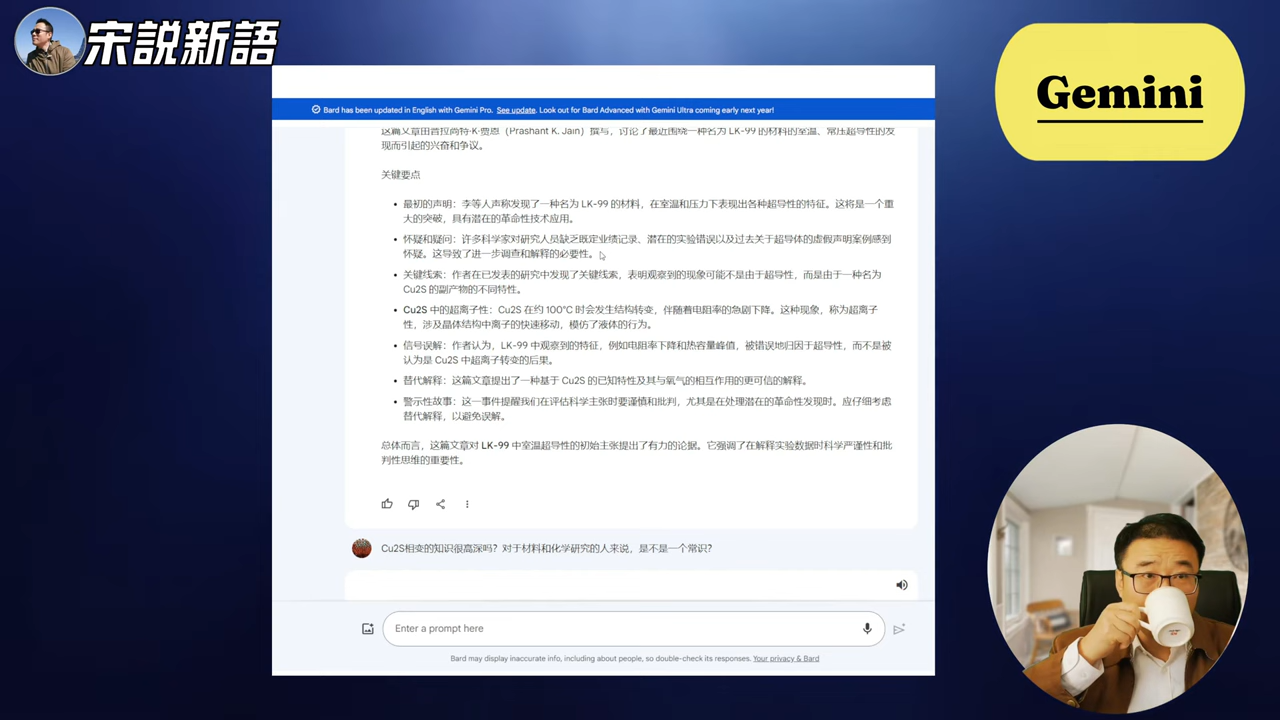 宋説新語
Gemini
Bard has been updated in English with Gemini Pro. See update. Look out for Bard Advanced with Gemini Ultra coming early next year!
这篇文章由普拉尚特·K·贾恩（Prashant K. Jain）撰写，讨论了最近围绕一种名为 LK-99 的材料的室温、常压超导性的发
现而引起的兴奋和争议。
关键要点
• 最初的声明：李等人声称发现了一种名为 LK-99 的材料，在室温和压力下表现出各种超导性的特征。这将是一个重
大的突破，具有潜在的革命性技术应用。
• 怀疑和疑问：许多科学家对研究人员缺乏既定业绩记录、潜在的实验错误以及过去关于超导体的虚假声明案例感到
怀疑。这导致了进一步调查和解释的必要性。
• 关键线索：作者在已发表的研究中发现了关键线索，表明观察到的现象可能不是由于超导性，而是由于一种名为
Cu2S 的副产物的不同特性。
• Cu2S 中的超离子性：Cu2S 在约 100°C 时会发生结构转变，伴随着电阻率的急剧下降。这种现象，称为超离子
性，涉及晶体结构中离子的快速移动，模仿了液体的行为。
• 信号误解：作者认为，LK-99 中观察到的特征，例如电阻率下降和热容量峰值，被错误地归因于超导性，而不是被
认为是 Cu2S 中超离子转变的后果。
• 替代解释：这篇文章提出了一种基于 Cu2S 的已知特性及其与氧气的相互作用的更可信的解释。
• 警示性故事：这一事件提醒我们在评估科学主张时要谨慎和批判，尤其是在处理潜在的革命性发现时。应仔细考虑
替代解释，以避免误解。
总体而言，这篇文章对 LK-99 中室温超导性的初始主张提出了有力的论据。它强调了在解释实验数据时科学严谨性和批
判性思维的重要性。
Cu2S相变的知识很高深吗？对于材料和化学研究的人来说，是不是一个常识？
Enter a prompt here
Bard may display inaccurate info, including about people, so double-check its responses. Your privacy & Bard